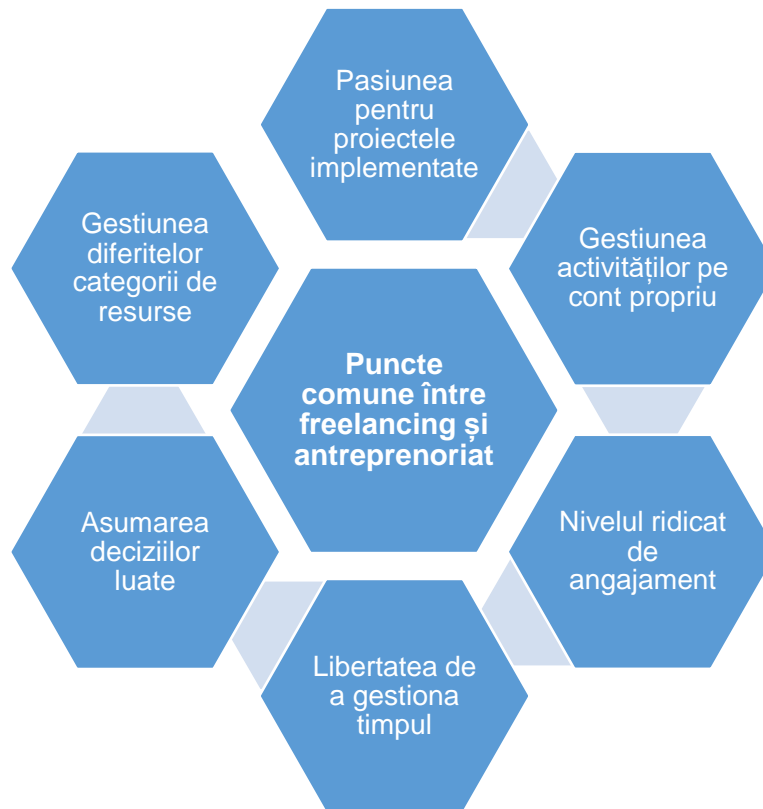 Pasiunea
pentru
proiectele
implementate
Gestiunea
activităților pe
cont propriu
Nivelul ridicat
de
angajament
Libertatea de
a gestiona
timpul
Asumarea
deciziilor
luate
Gestiunea
diferitelor
categorii de
resurse
Puncte
comune între
freelancing și
antreprenoriat